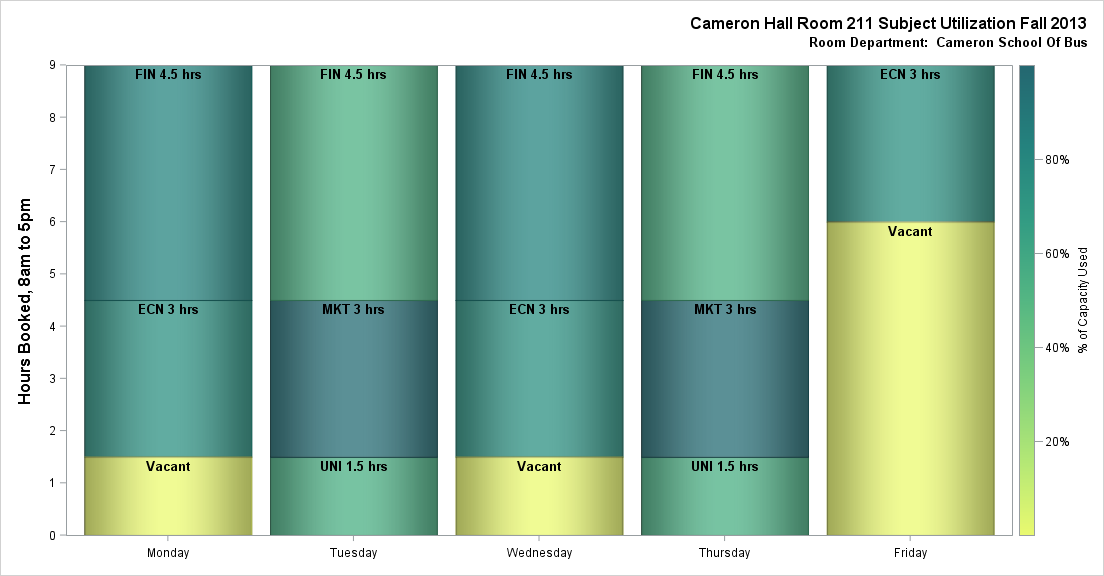 Cameron Hall Room 211 Subject Utilization Fall 2013
Room Department:  Cameron School Of Bus
Hours Booked, 8am to 5pm
9
8
7
6
5
4
3
2
1
0
FIN 4.5 hrs
ECN 3 hrs
Vacant
FIN 4.5 hrs
MKT 3 hrs
UNI 1.5 hrs
FIN 4.5 hrs
ECN 3 hrs
Vacant
FIN 4.5 hrs
MKT 3 hrs
UNI 1.5 hrs
ECN 3 hrs
Vacant
Monday
Tuesday
Wednesday
Thursday
Friday
80%
60%
40%
20%
% of Capacity Used